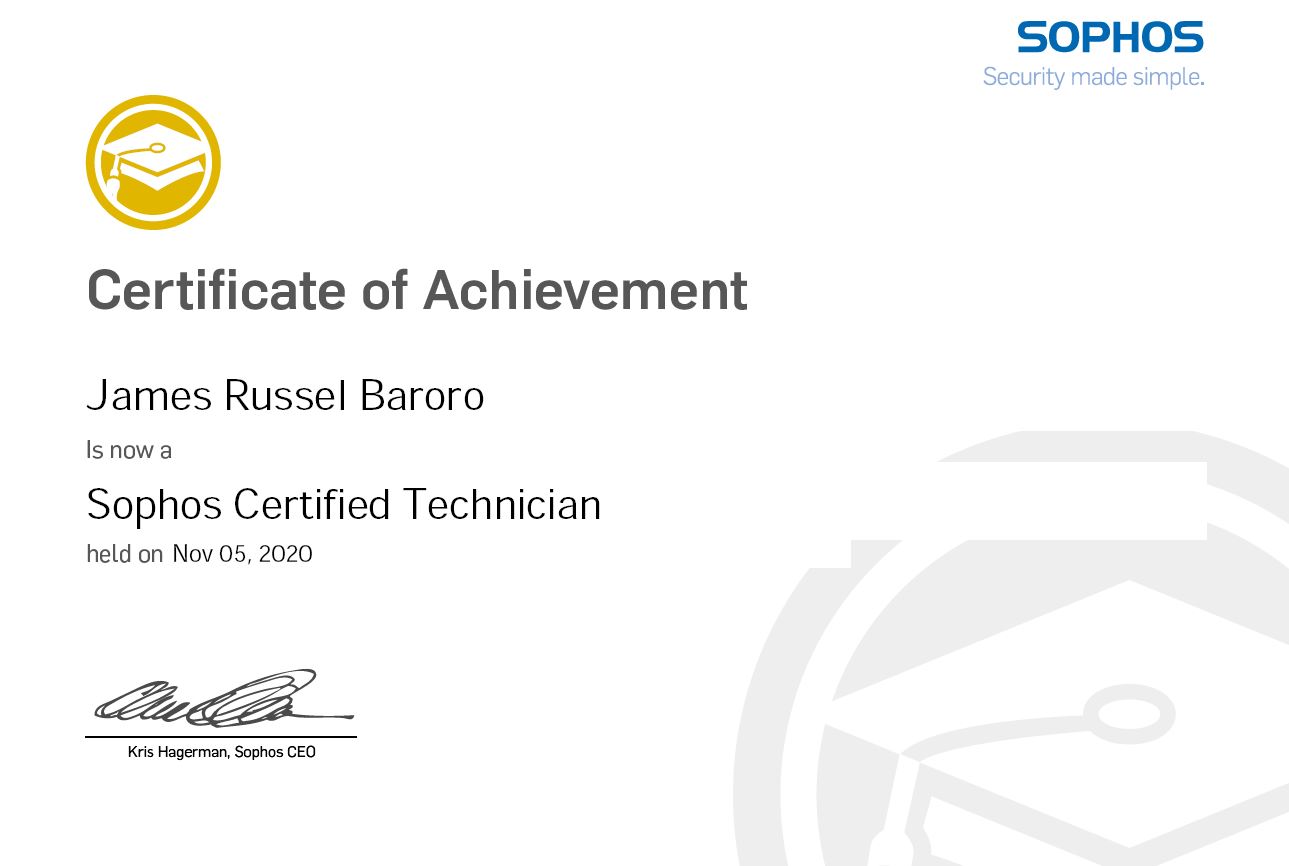 SOPHOS
Security made simple.
Certificate of Achievement
James Russel Baroro
Is now a
Sophos Certified Technician
held on Nov 05, 2020
Kris Hagerman, Sophos CEO